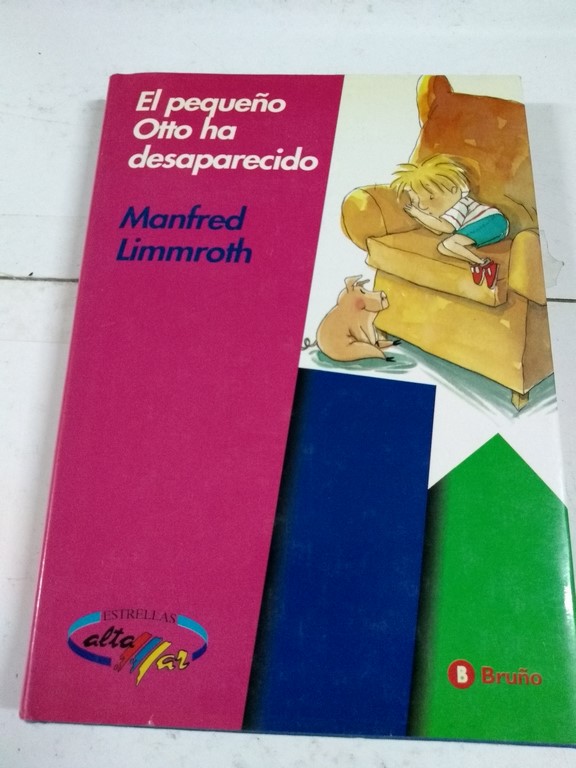 El pequeño
Otto ha
desaparecido
Manfred
Limmroth
ESTRELLAS
alta
Mar
B Bruño